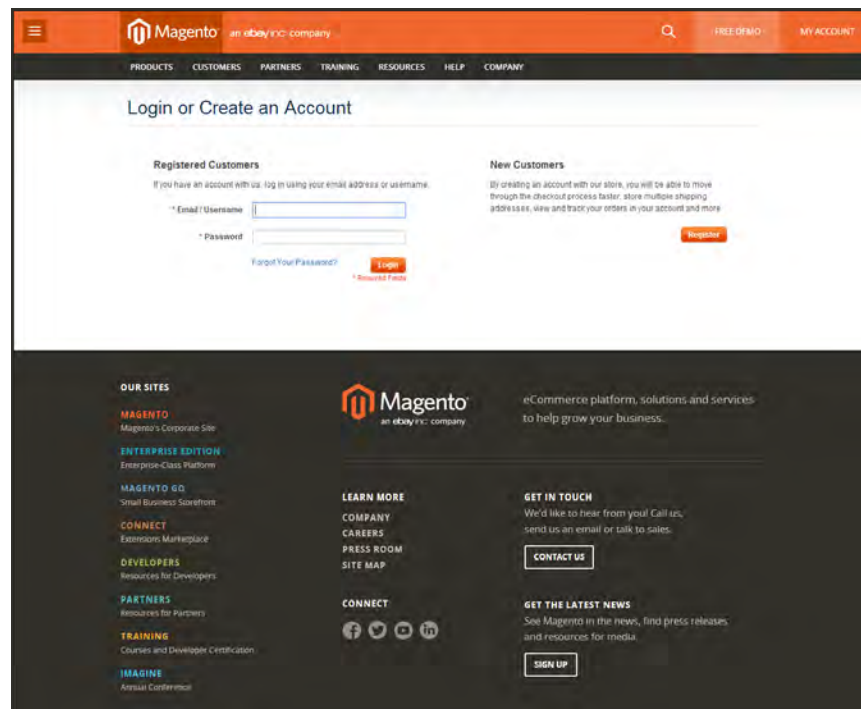 Magento an ebay inc company
FREE DEMO
MY ACCOUNT
PRODUCTS CUSTOMERS PARTNERS TRAINING RESOURCES HELP COMPANY
Login or Create an Account
Registered Customers
If you have an account with us, log in using your email address or username.
* Email / Username
* Password
Forgot Your Password?
Login
* Required Fields
New Customers
By creating an account with our store, you will be able to move
through the checkout process faster, store multiple shipping
addresses, view and track your orders in your account and more.
Register
OUR SITES
MAGENTO
Magento's Corporate Site
ENTERPRISE EDITION
Enterprise-Class Platform
MAGENTO GO
Small Business Storefront
CONNECT
Extensions Marketplace
DEVELOPERS
Resources for Developers
PARTNERS
Resources for Partners
TRAINING
Courses and Developer Certification
IMAGINE
Annual Conference
Magento
an ebay inc company
eCommerce platform, solutions and services
to help grow your business.
LEARN MORE
COMPANY
CAREERS
PRESS ROOM
SITE MAP
CONNECT
GET IN TOUCH
We'd like to hear from you! Call us,
send us an email or talk to sales.
CONTACT US
GET THE LATEST NEWS
See Magento in the news, find press releases
and resources for media.
SIGN UP